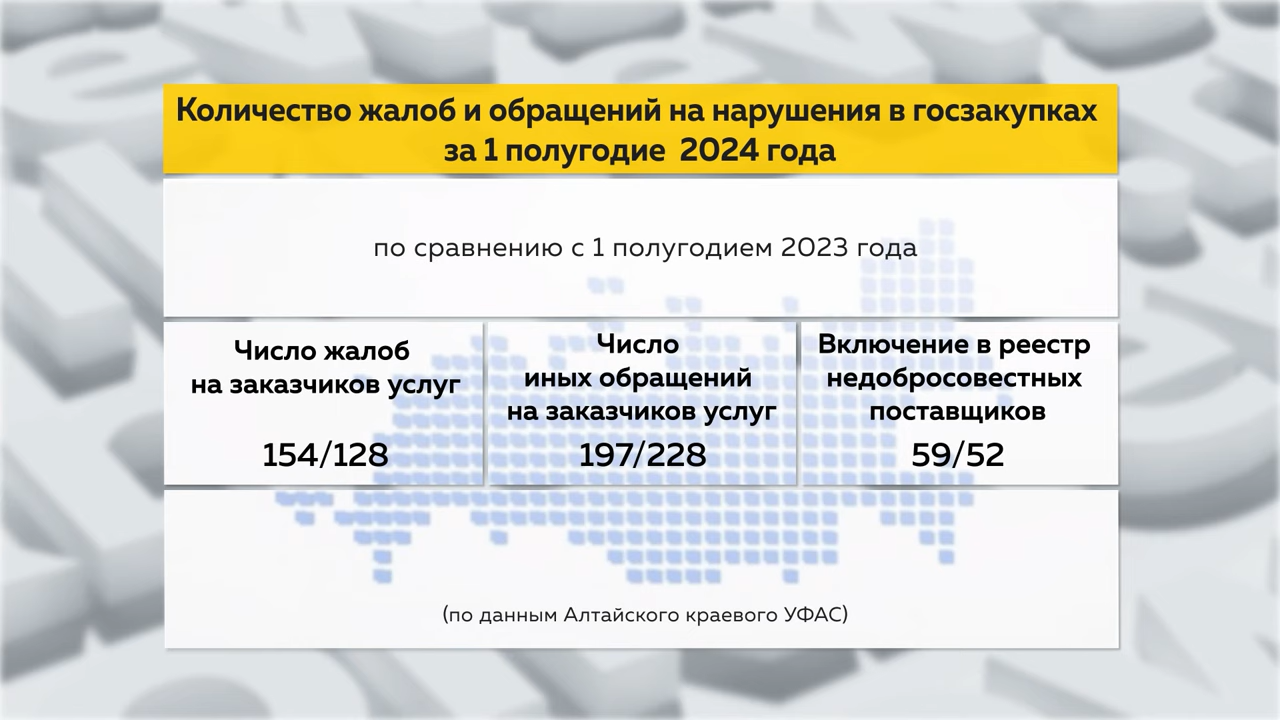 Количество жалоб и обращений на нарушения в госзакупках
за 1 полугодие 2024 года
по сравнению с 1 полугодием 2023 года
Число жалоб
на заказчиков услуг
154/128
Число
иных обращений
на заказчиков услуг
197/228
Включение в реестр
недобросовестных
поставщиков
59/52
(по данным Алтайского краевого УФАС)